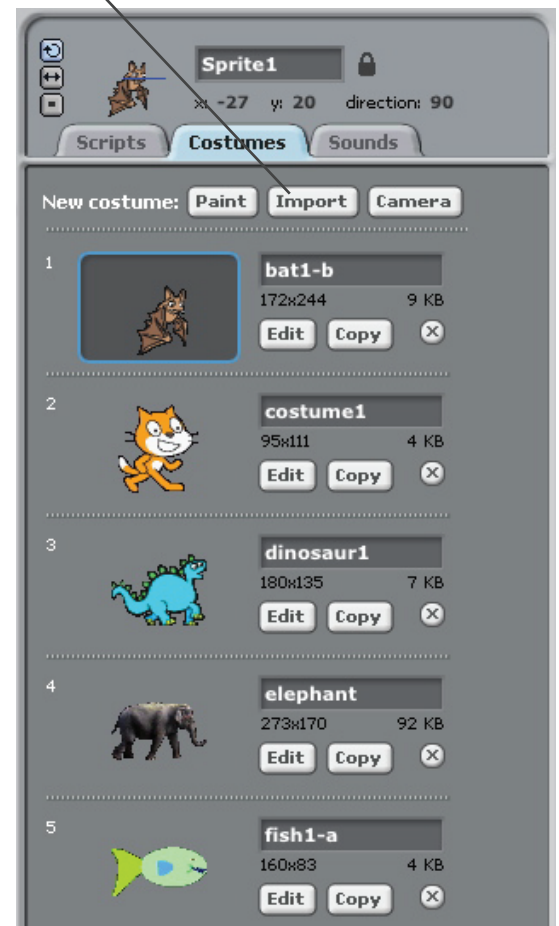 Sprite1
x: -27 y: 20 direction: 90
Scripts Costumes Sounds
New costume: Paint Import Camera
1
bat1-b
172x244 9 KB
Edit Copy
2
costume1
95x111 4 KB
Edit Copy
3
dinosaur1
180x135 7 KB
Edit Copy
4
elephant
273x170 92 KB
Edit Copy
5
fish1-a
160x83 4 KB
Edit Copy